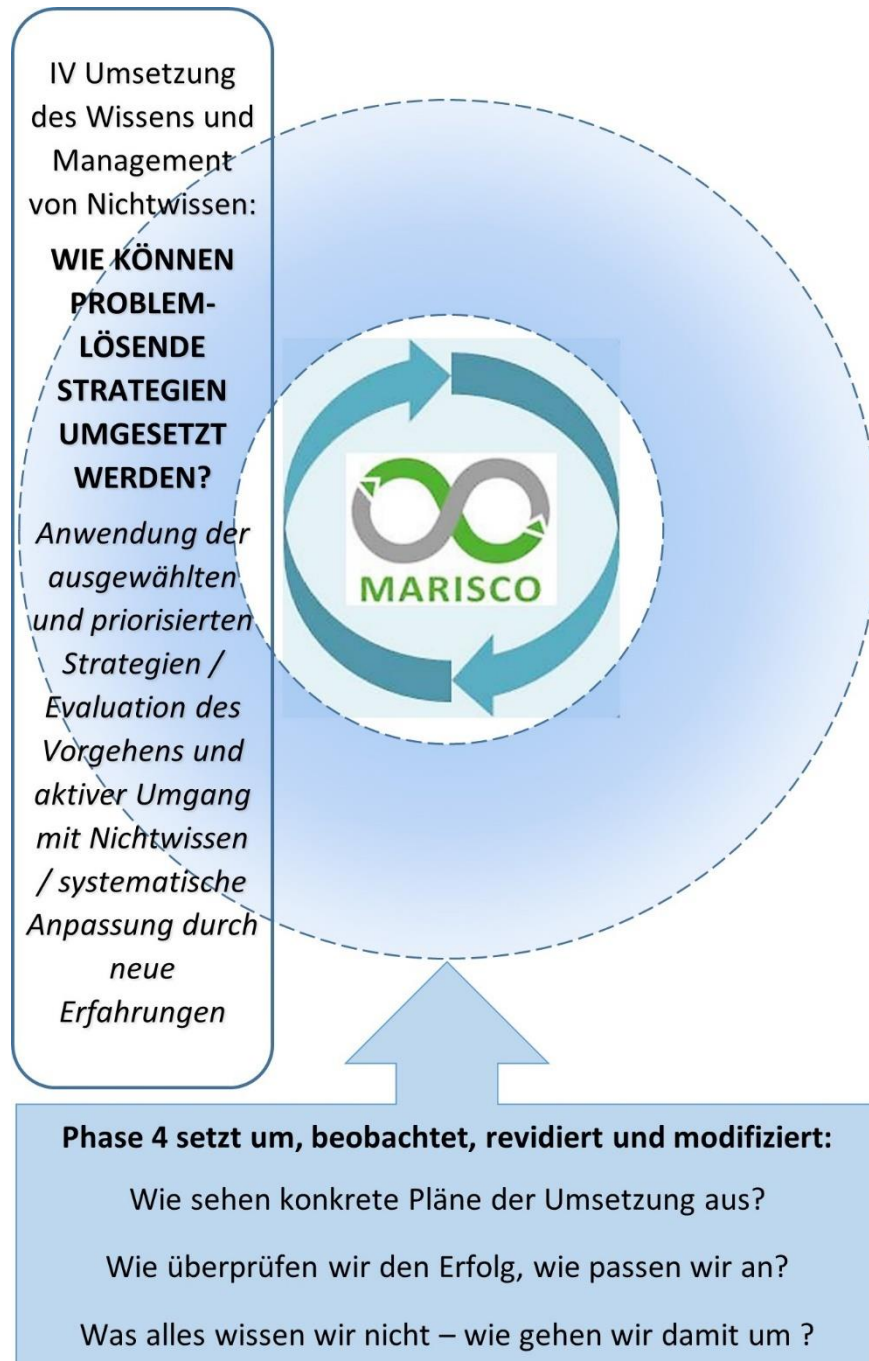 IV Umsetzung
des Wissens und
Management
von Nichtwissen:
WIE KÖNNEN
PROBLEM-
LÖSENDE
STRATEGIEN
UMGESETZT
WERDEN?
Anwendung der
ausgewählten
und priorisierten
Strategien /
Evaluation des
Vorgehens und
aktiver Umgang
mit Nichtwissen
/ systematische
Anpassung durch
neue
Erfahrungen
MARISCO
Phase 4 setzt um, beobachtet, revidiert und modifiziert:
Wie sehen konkrete Pläne der Umsetzung aus?
Wie überprüfen wir den Erfolg, wie passen wir an?
Was alles wissen wir nicht – wie gehen wir damit um ?